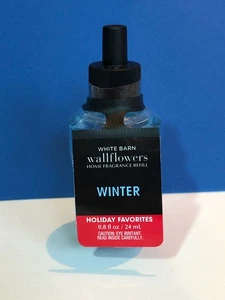 WHITE BARN
wallflowers
HOME FRAGRANCE REFILL
WINTER
HOLIDAY FAVORITES
0.8 fl oz / 24 mL
CAUTION: EYE IRRITANT.
READ INSIDE CAREFULLY.